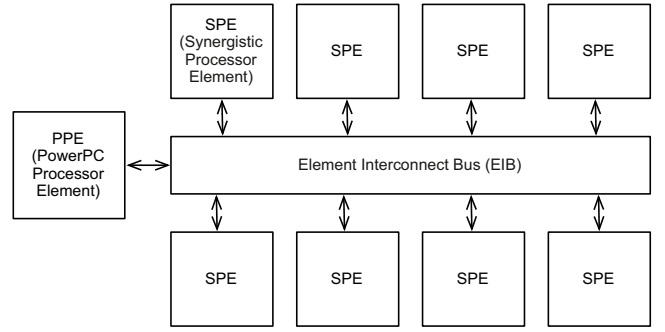 SPE
(Synergistic
Processor
Element)
SPE
SPE
SPE
PPE
(PowerPC
Processor
Element)
Element Interconnect Bus (EIB)
SPE
SPE
SPE
SPE